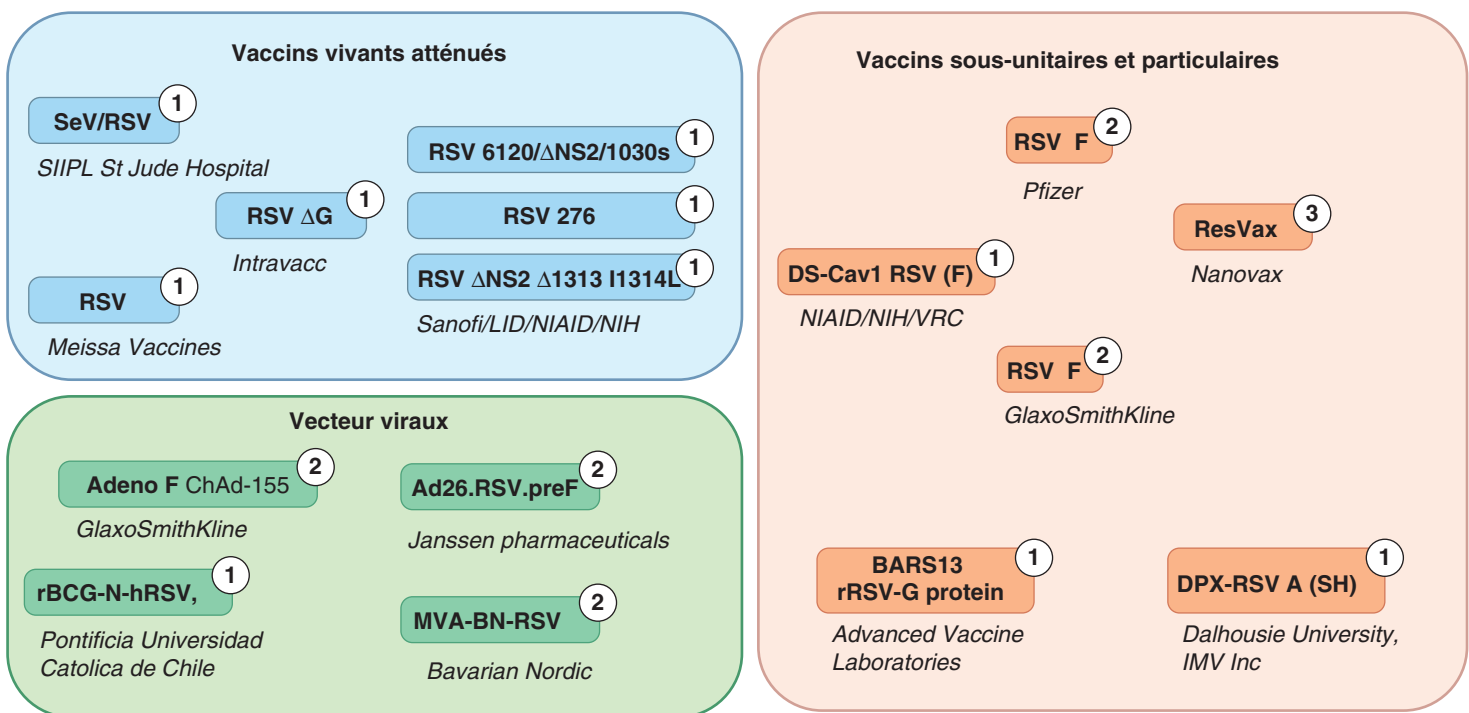 Vaccins vivants atténués
SeV/RSV
1
SIIPL St Jude Hospital
RSV ΔG
1
Intravacc
RSV
1
Meissa Vaccines
RSV 6120/ΔNS2/1030s
1
RSV 276
1
RSV ΔNS2 Δ1313 I1314L
1
Sanofi/LID/NIAID/NIH
Vecteur viraux
Adeno F ChAd-155
2
GlaxoSmithKline
Ad26.RSV.preF
2
Janssen pharmaceuticals
rBCG-N-hRSV,
1
Pontificia Universidad
Catolica de Chile
MVA-BN-RSV
2
Bavarian Nordic
Vaccins sous-unitaires et particulaires
RSV F
2
Pfizer
ResVax
3
Nanovax
DS-Cav1 RSV (F)
1
NIAID/NIH/VRC
RSV F
2
GlaxoSmithKline
BARS13
rRSV-G protein
1
Advanced Vaccine
Laboratories
DPX-RSV A (SH)
1
Dalhousie University,
IMV Inc